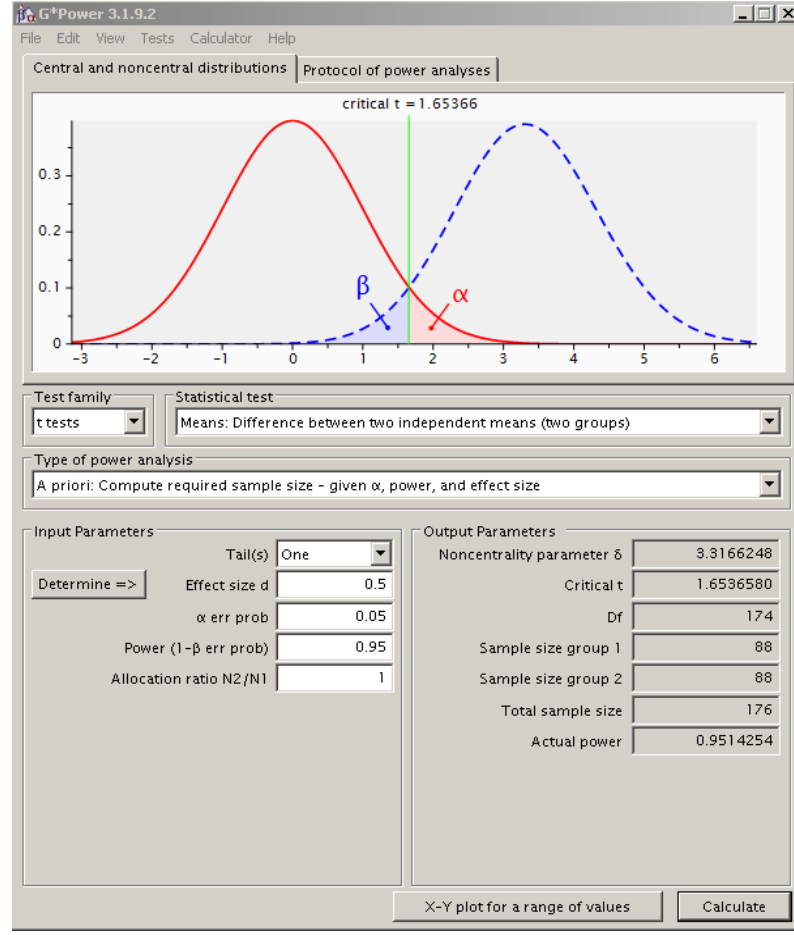 G*Power 3.1.9.2
File Edit View Tests Calculator Help
Central and noncentral distributions
Protocol of power analyses
critical t = 1.65366
0.3
0.2
0.1
0
β
α
-3 -2 -1 0 1 2 3 4 5 6
Test family
Statistical test
t tests
Means: Difference between two independent means (two groups)
Type of power analysis
A priori: Compute required sample size - given α, power, and effect size
Input Parameters
Tail(s) One
Determine => Effect size d 0.5
α err prob 0.05
Power (1-β err prob) 0.95
Allocation ratio N2/N1 1
Output Parameters
Noncentrality parameter δ 3.3166248
Critical t 1.6536580
Df 174
Sample size group 1 88
Sample size group 2 88
Total sample size 176
Actual power 0.9514254
X-Y plot for a range of values
Calculate